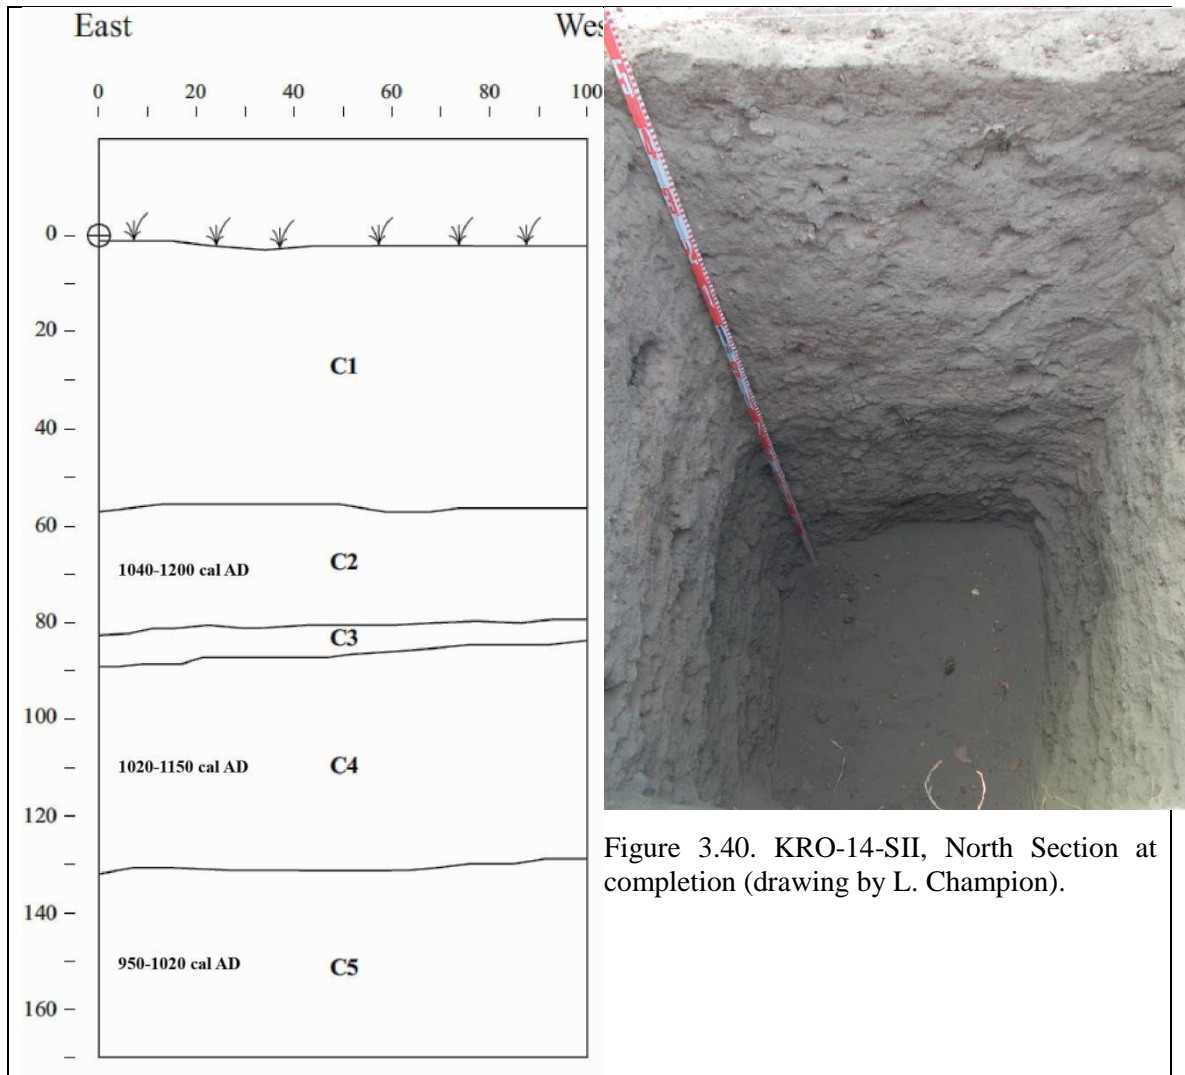 East
Wes
0 20 40 60 80 100
0
20
C1
40
60
C2
1040-1200 cal AD
80
C3
100
C4
1020-1150 cal AD
120
140
C5
950-1020 cal AD
160
Figure 3.40. KRO-14-SII, North Section at
completion (drawing by L. Champion).